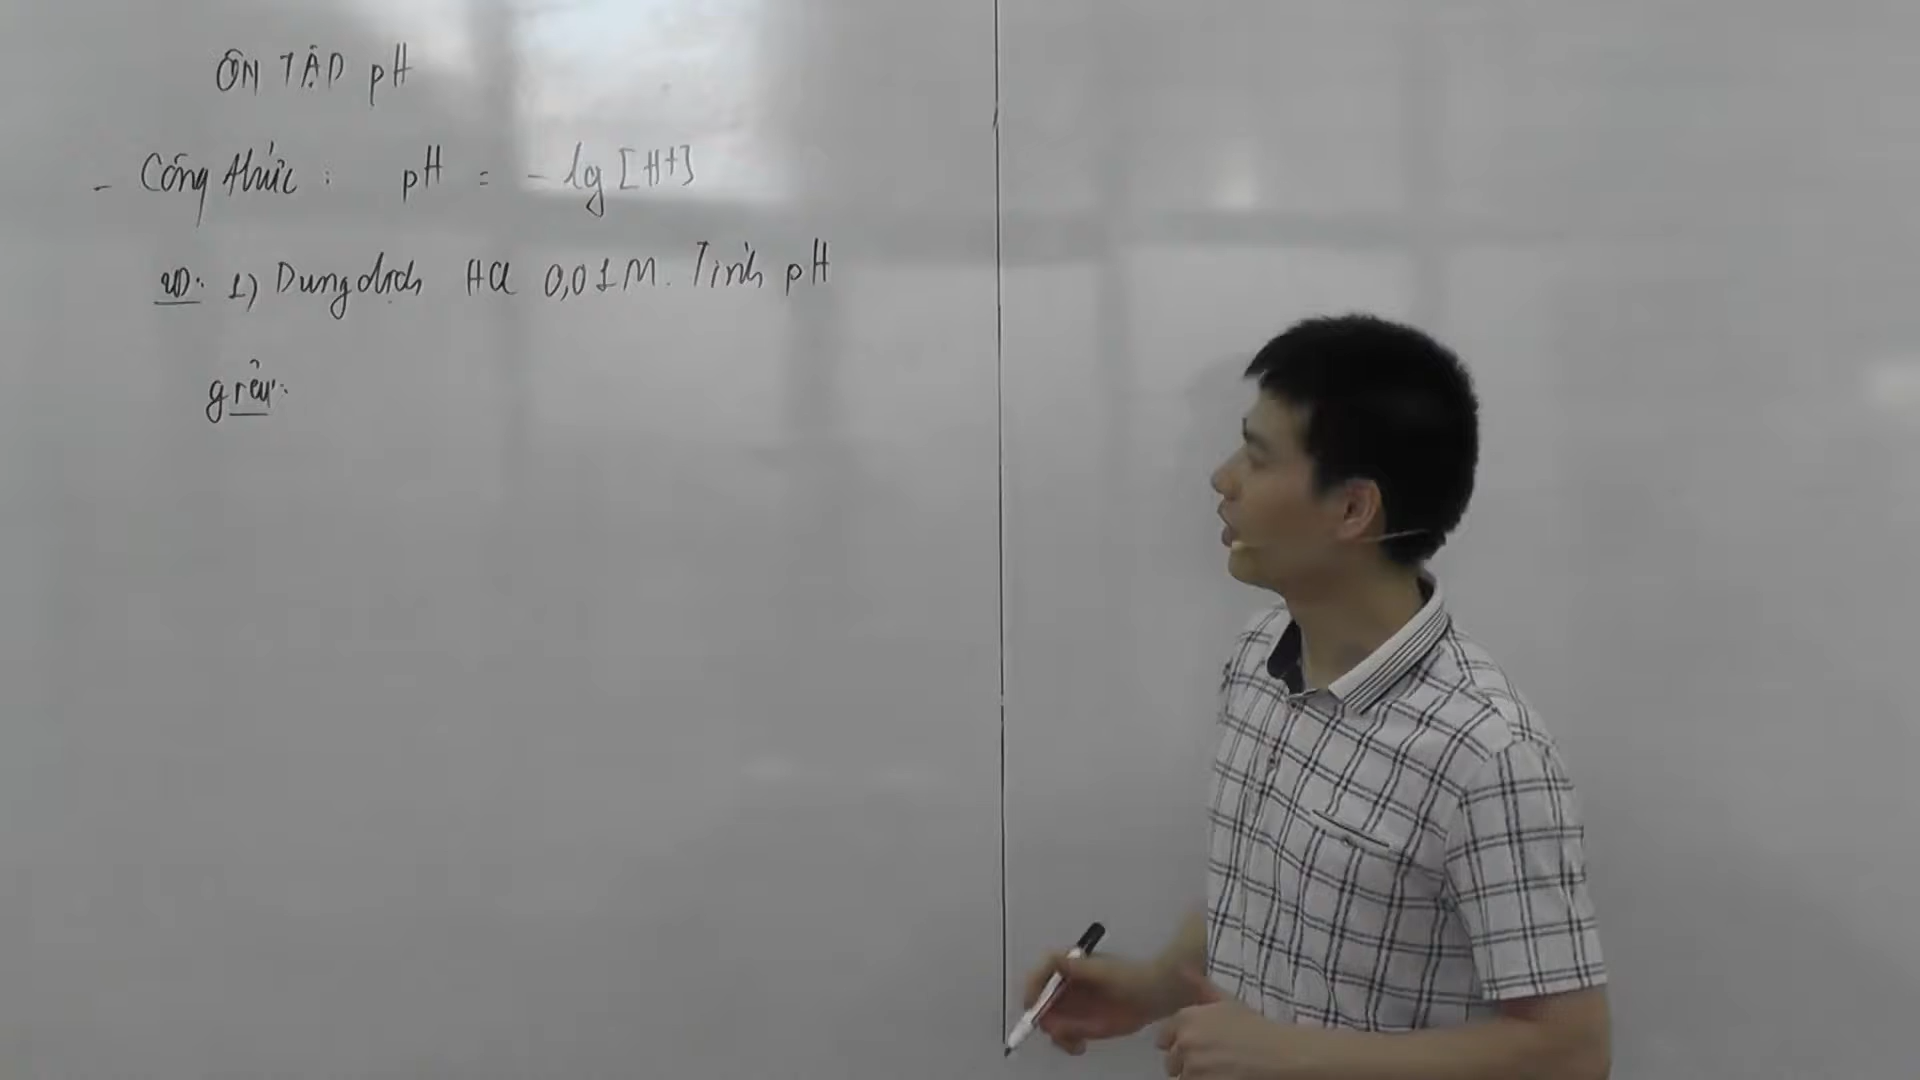 ÔN TẬP pH
- Công thức : pH = - lg [H+]
VD: 1) Dung dịch HCl 0,01M. Tính pH
giải: